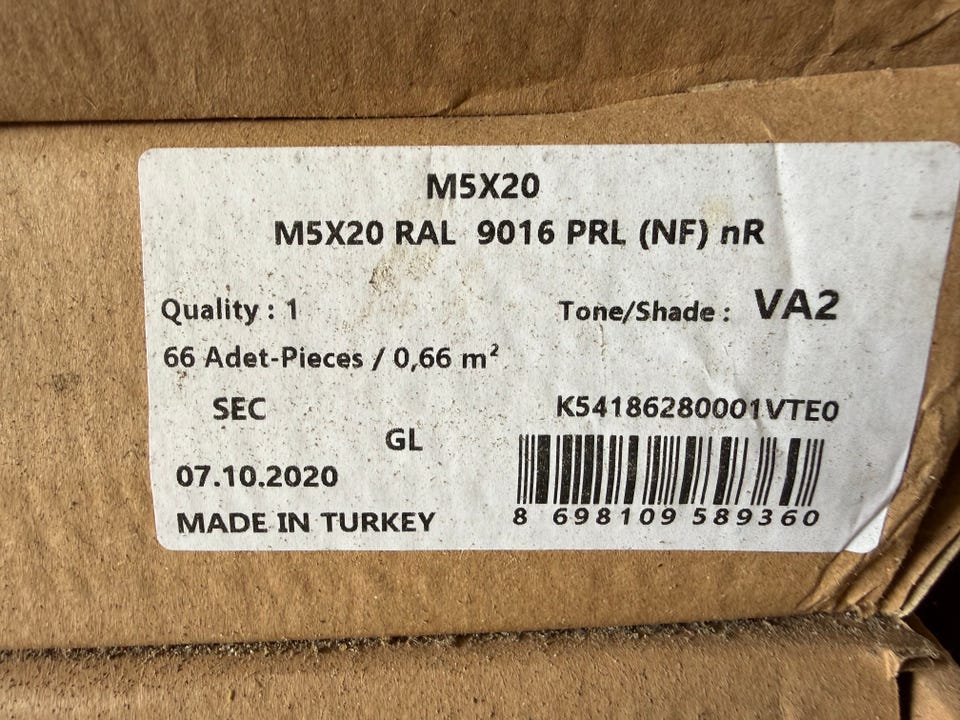 M5X20
M5X20 RAL 9016 PRL (NF) nR
Quality : 1
Tone/Shade : VA2
66 Adet-Pieces / 0,66 m²
SEC
K54186280001VTE0
GL
07.10.2020
MADE IN TURKEY
8 698109 589360